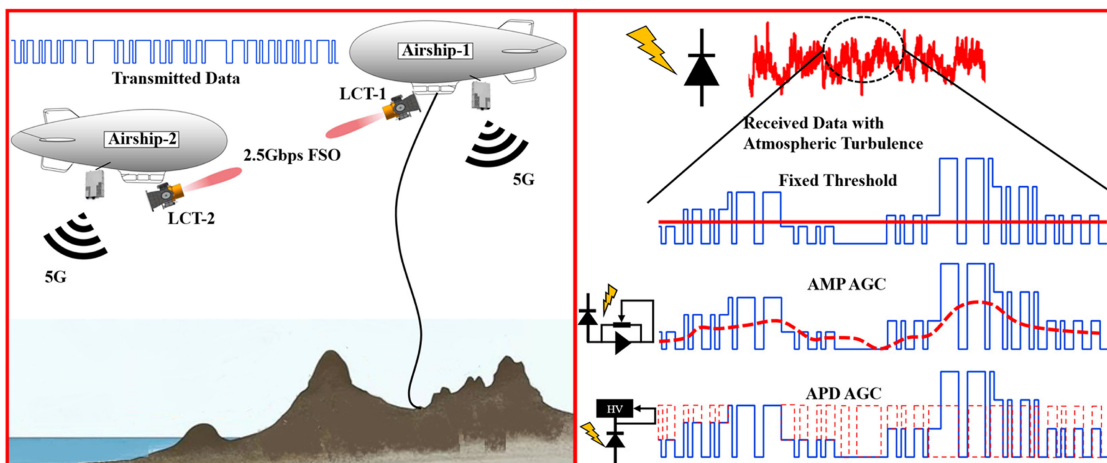 Airship-1
Transmitted Data
LCT-1
Airship-2
2.5Gbps FSO
5G
LCT-2
5G
Received Data with
Atmospheric Turbulence
Fixed Threshold
AMP AGC
APD AGC
HV